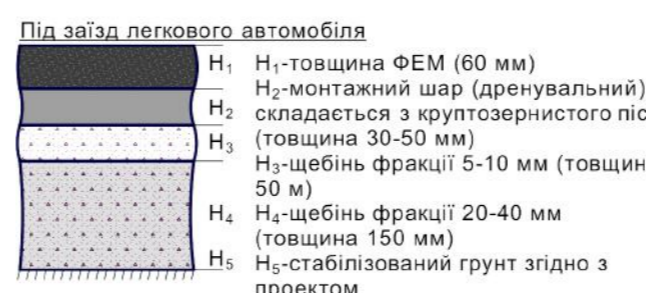 Під заїзд легкового автомобіля
H₁ H₁-товщина ФЕМ (60 мм)
H₂-монтажний шар (дренувальний)
H₂ складається з круптозернистого піс
H₃ (товщина 30-50 мм)
H₃-щебінь фракції 5-10 мм (товщин
50 м)
H₄ H₄-щебінь фракції 20-40 мм
(товщина 150 мм)
H₅ H₅-стабілізований грунт згідно з
проектом